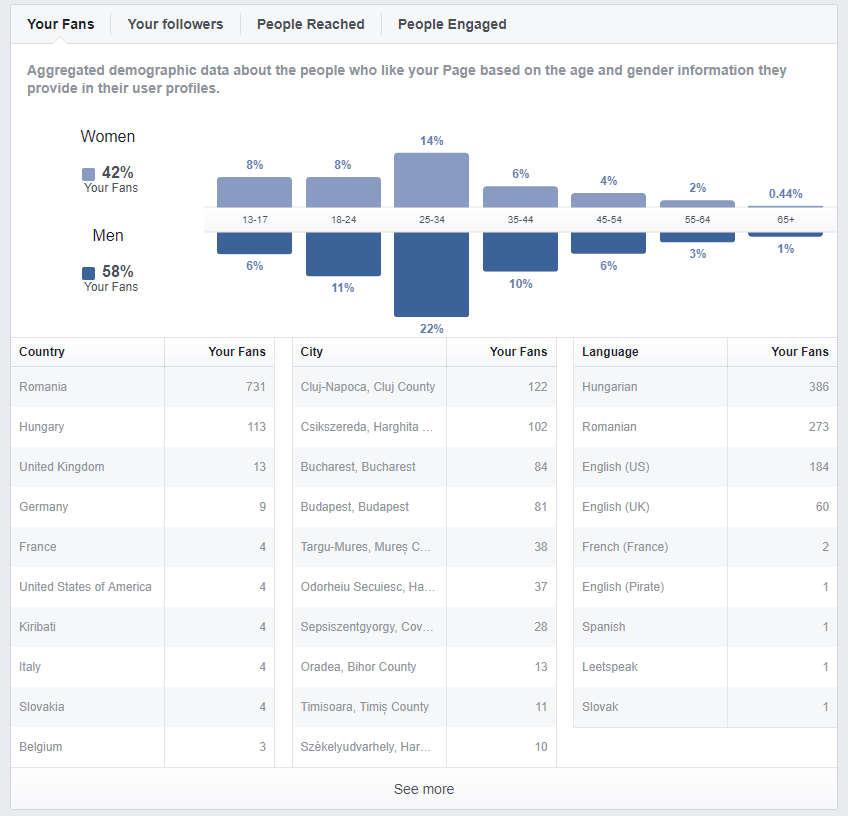 Your Fans Your followers People Reached People Engaged
Aggregated demographic data about the people who like your Page based on the age and gender information they
provide in their user profiles.
Women
42%
Your Fans
Men
58%
Your Fans
8% 8% 14% 6% 4% 2% 0.44%
13-17 18-24 25-34 35-44 45-54 55-64 65+
6% 11% 22% 10% 6% 3% 1%
Country Your Fans City Your Fans Language Your Fans
Romania 731 Cluj-Napoca, Cluj County 122 Hungarian 386
Hungary 113 Csikszereda, Harghita ... 102 Romanian 273
United Kingdom 13 Bucharest, Bucharest 84 English (US) 184
Germany 9 Budapest, Budapest 81 English (UK) 60
France 4 Targu-Mures, Mureș C... 38 French (France) 2
United States of America 4 Odorheiu Secuiesc, Ha... 37 English (Pirate) 1
Kiribati 4 Sepsiszentgyorgy, Cov... 28 Spanish 1
Italy 4 Oradea, Bihor County 13 Leetspeak 1
Slovakia 4 Timisoara, Timiș County 11 Slovak 1
Belgium 3 Székelyudvarhely, Har... 10
See more